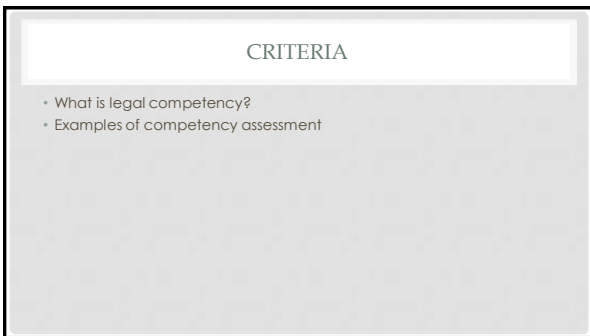 CRITERIA
• What is legal competency?
• Examples of competency assessment